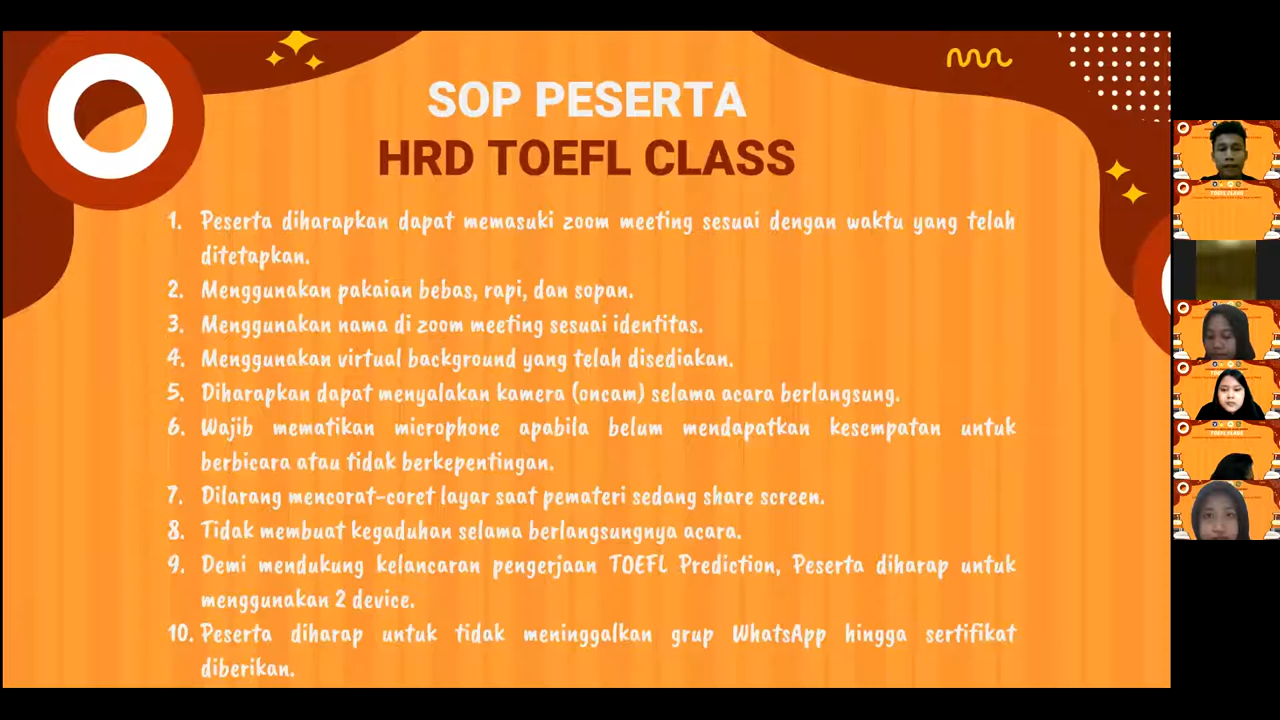 SOP PESERTA
HRD TOEFL CLASS
1. Peserta diharapkan dapat memasuki zoom meeting sesuai dengan waktu yang telah
ditetapkan.
2. Menggunakan pakaian bebas, rapi, dan sopan.
3. Menggunakan nama di zoom meeting sesuai identitas.
4. Menggunakan virtual background yang telah disediakan.
5. Diharapkan dapat menyalakan kamera (oncam) selama acara berlangsung.
6. Wajib mematikan microphone apabila belum mendapatkan kesempatan untuk
berbicara atau tidak berkepentingan.
7. Dilarang mencorat-coret layar saat pemateri sedang share screen.
8. Tidak membuat kegaduhan selama berlangsungnya acara.
9. Demi mendukung kelancaran pengerjaan TOEFL Prediction, Peserta diharap untuk
menggunakan 2 device.
10. Peserta diharap untuk tidak meninggalkan grup WhatsApp hingga sertifikat
diberikan.
TOEFL CLASS
TOEFL CLASS